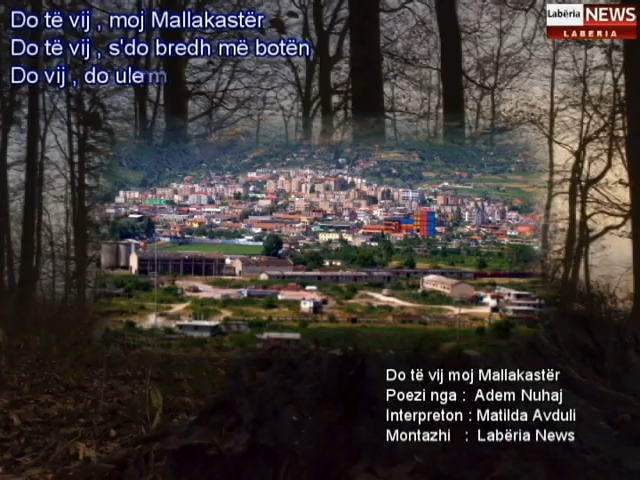 Do të vij , moj Mallakastër
Do të vij , s'do bredh më botën
Do vij , do ulem
Labëria NEWS
LABERIA
Do të vij moj Mallakastër
Poezi nga : Adem Nuhaj
Interpreton : Matilda Avduli
Montazhi : Labëria News